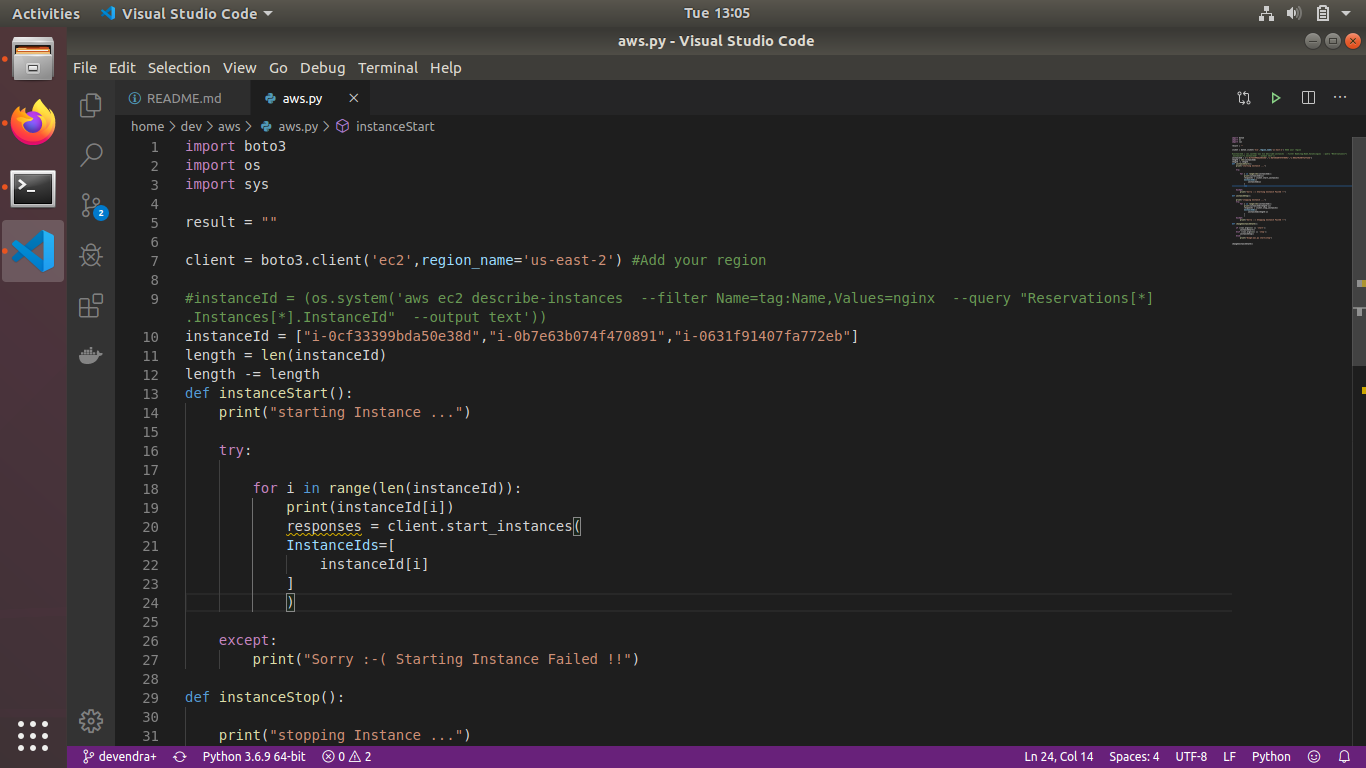 Activities Visual Studio Code Tue 13:05
aws.py - Visual Studio Code
File Edit Selection View Go Debug Terminal Help
README.md aws.py
home > dev > aws > aws.py > instanceStart
1 import boto3
2 import os
3 import sys
4
5 result = ""
6
7 client = boto3.client('ec2',region_name='us-east-2') #Add your region
8
9 #instanceId = (os.system('aws ec2 describe-instances  --filter Name=tag:Name,Values=nginx  --query "Reservations[*]
.Instances[*].InstanceId"  --output text'))
10 instanceId = ["i-0cf33399bda50e38d","i-0b7e63b074f470891","i-0631f91407fa772eb"]
11 length = len(instanceId)
12 length -= length
13 def instanceStart():
14     print("starting Instance ...")
15
16     try:
17
18         for i in range(len(instanceId)):
19             print(instanceId[i])
20             responses = client.start_instances(
21             InstanceIds=[
22                 instanceId[i]
23             ]
24             )
25
26     except:
27         print("Sorry :-( Starting Instance Failed !!")
28
29 def instanceStop():
30
31     print("stopping Instance ...")
2
devendra+ Python 3.6.9 64-bit 0 2 Ln 24, Col 14 Spaces: 4 UTF-8 LF Python